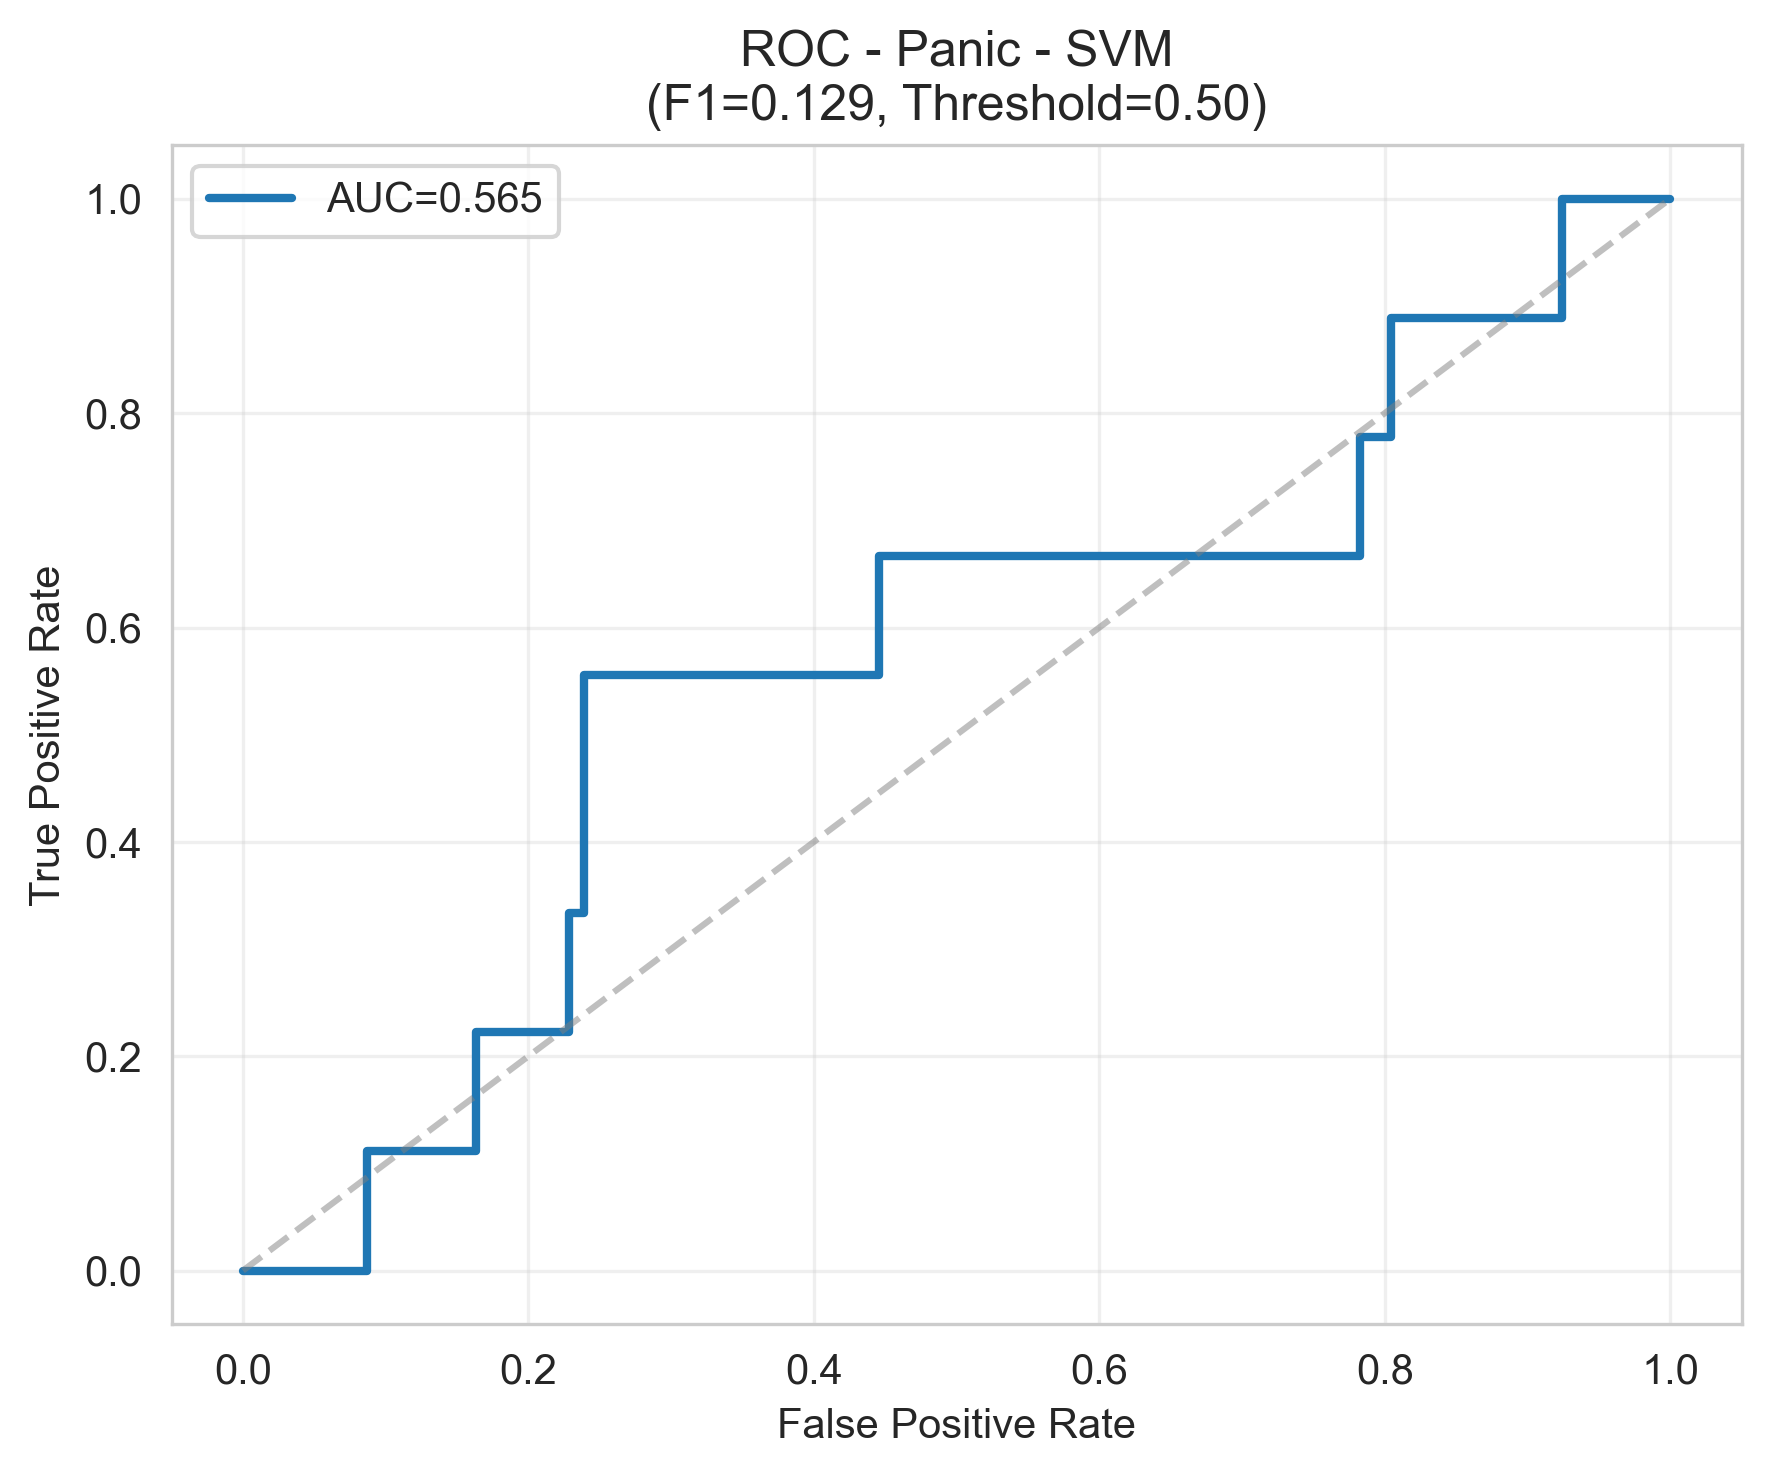 ROC - Panic - SVM
(F1=0.129, Threshold=0.50)
AUC=0.565
1.0
0.8
0.6
0.4
0.2
0.0
True Positive Rate
0.0 0.2 0.4 0.6 0.8 1.0
False Positive Rate